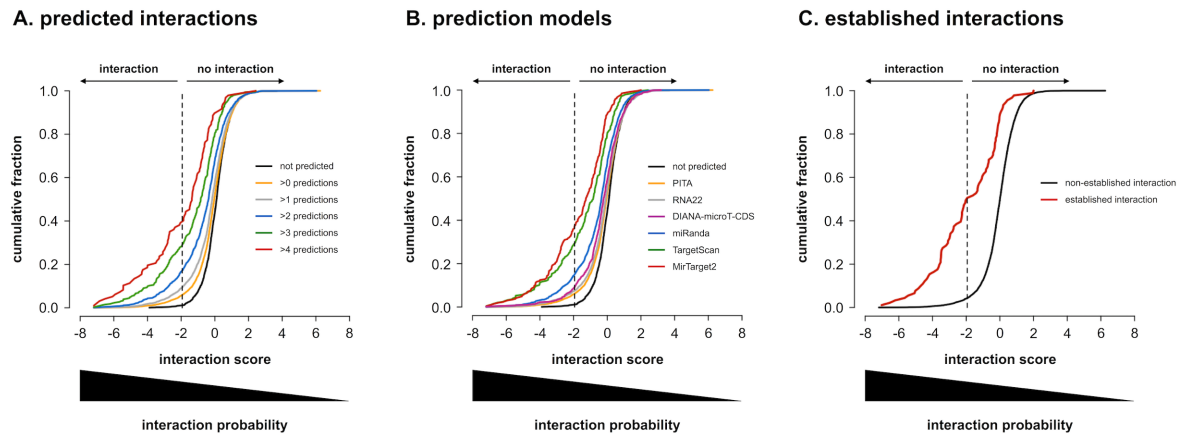 A. predicted interactions
interaction
no interaction
cumulative fraction
1.0
0.8
0.6
0.4
0.2
0.0
not predicted
>0 predictions
>1 predictions
>2 predictions
>3 predictions
>4 predictions
-8 -6 -4 -2 0 2 4 6 8
interaction score
interaction probability
B. prediction models
interaction
no interaction
cumulative fraction
1.0
0.8
0.6
0.4
0.2
0.0
not predicted
PITA
RNA22
DIANA-microT-CDS
miRanda
TargetScan
MirTarget2
-8 -6 -4 -2 0 2 4 6 8
interaction score
interaction probability
C. established interactions
interaction
no interaction
cumulative fraction
1.0
0.8
0.6
0.4
0.2
0.0
non-established interaction
established interaction
-8 -6 -4 -2 0 2 4 6 8
interaction score
interaction probability